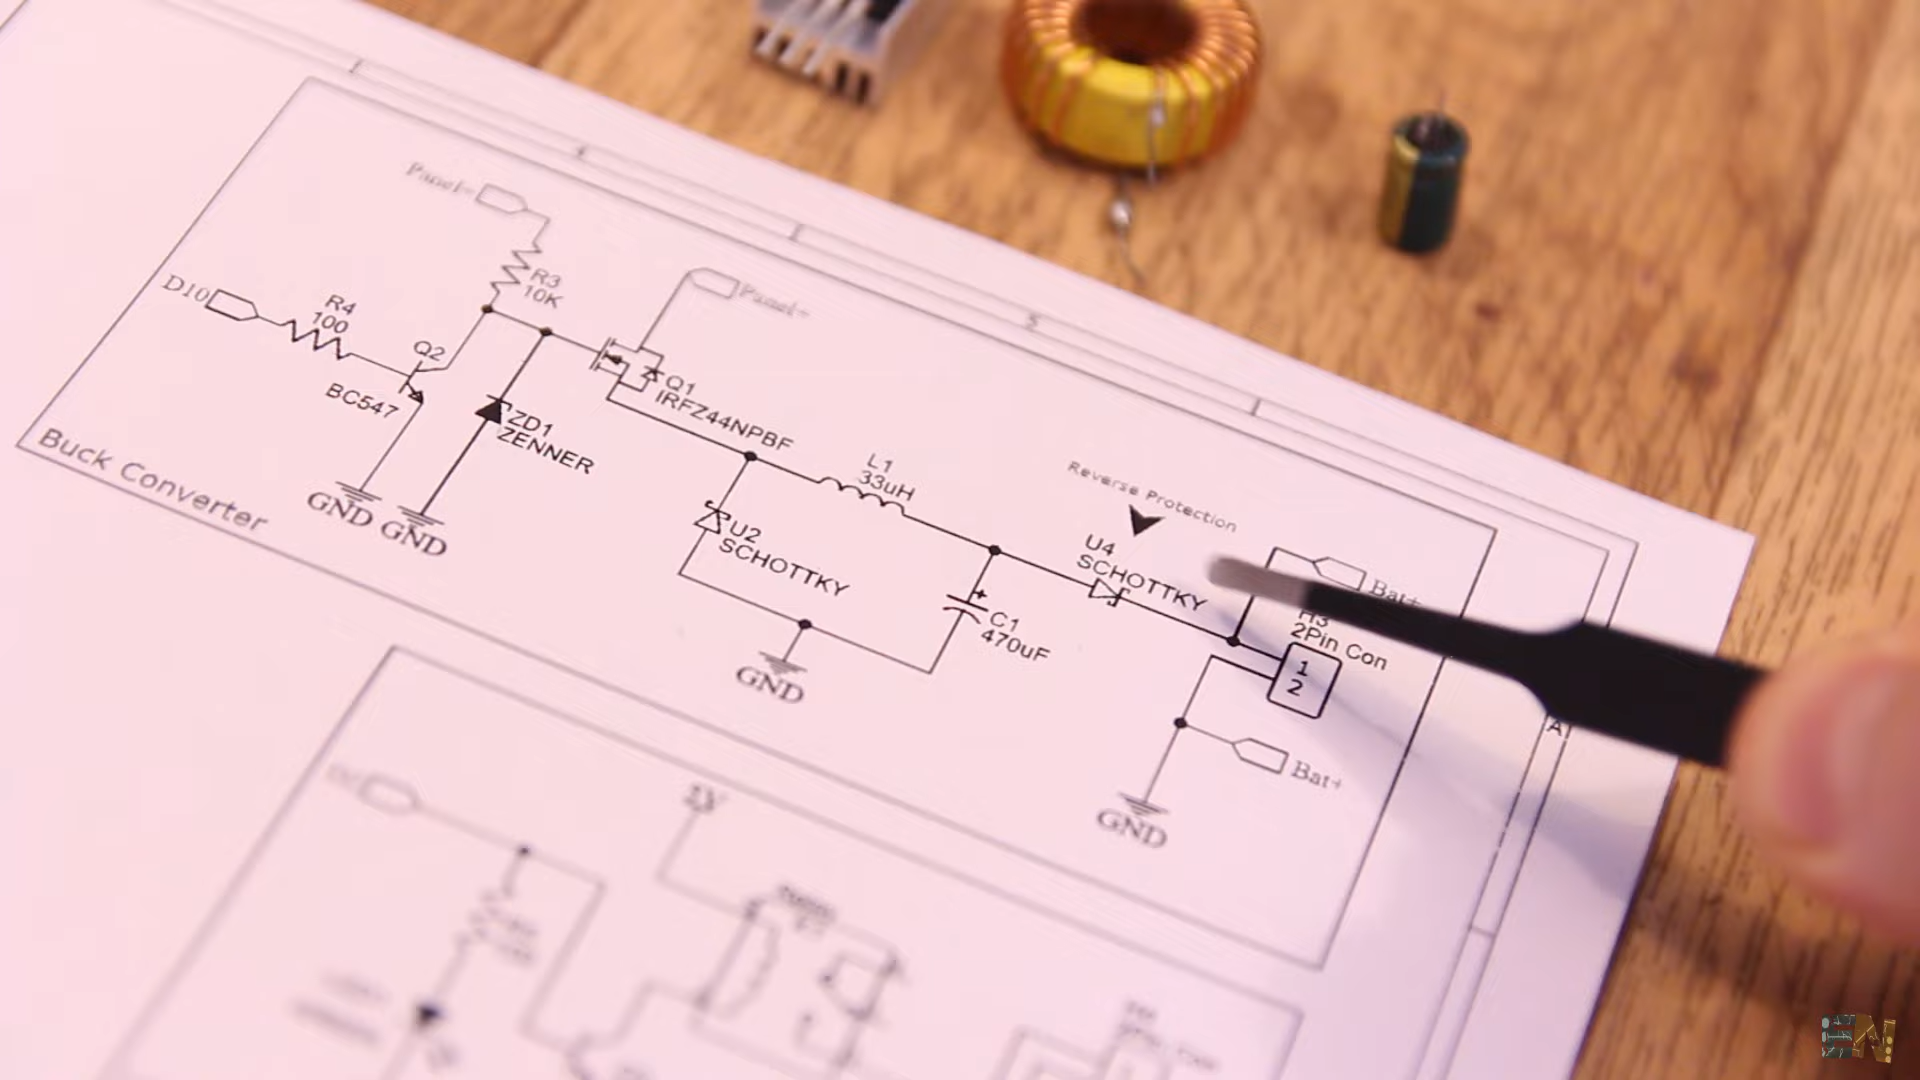 Panel+
R3
10K
Panel+
D10
R4
100
Q2
BC547
Q1
IRFZ44NPBF
ZD1
ZENNER
L1
33uH
Reverse Protection
Buck Converter
GND
GND
U2
SCHOTTKY
U4
SCHOTTKY
Bat+
H3
2Pin Con
1
2
C1
470uF
GND
Bat+
GND
A
EN